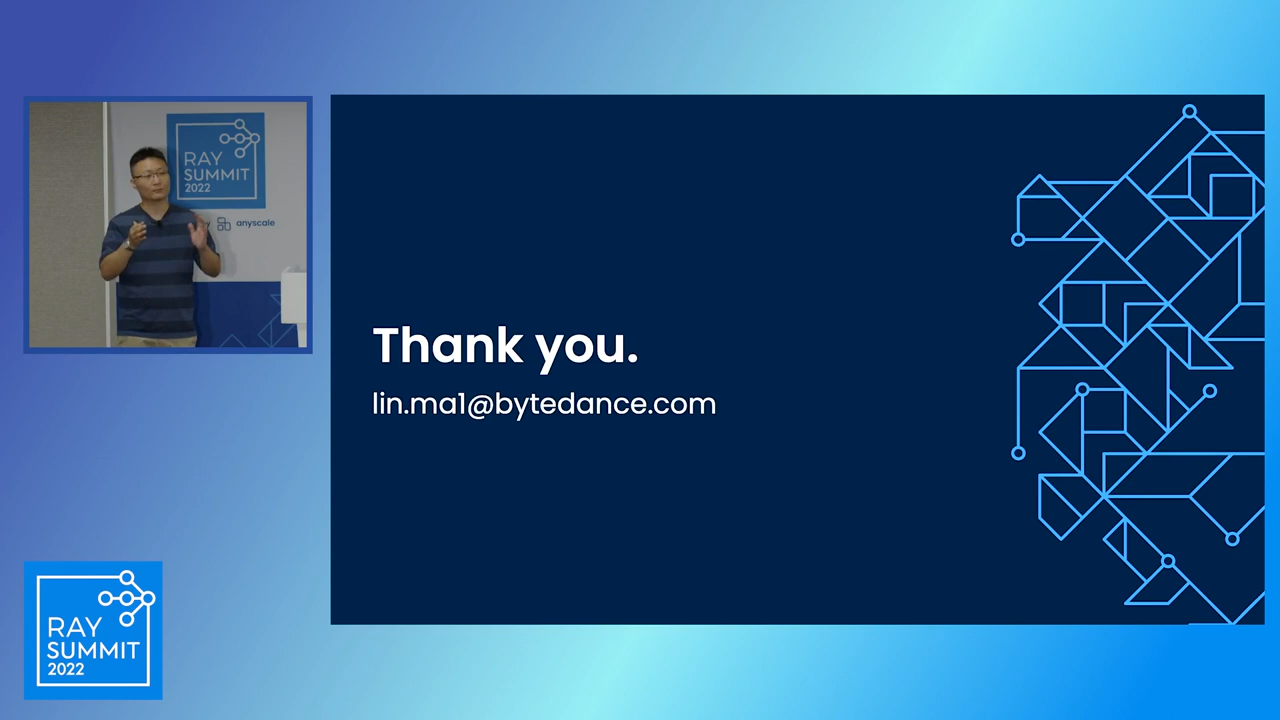 RAY
SUMMIT
2022
anyscale
Thank you.
lin.ma1@bytedance.com
RAY
SUMMIT
2022